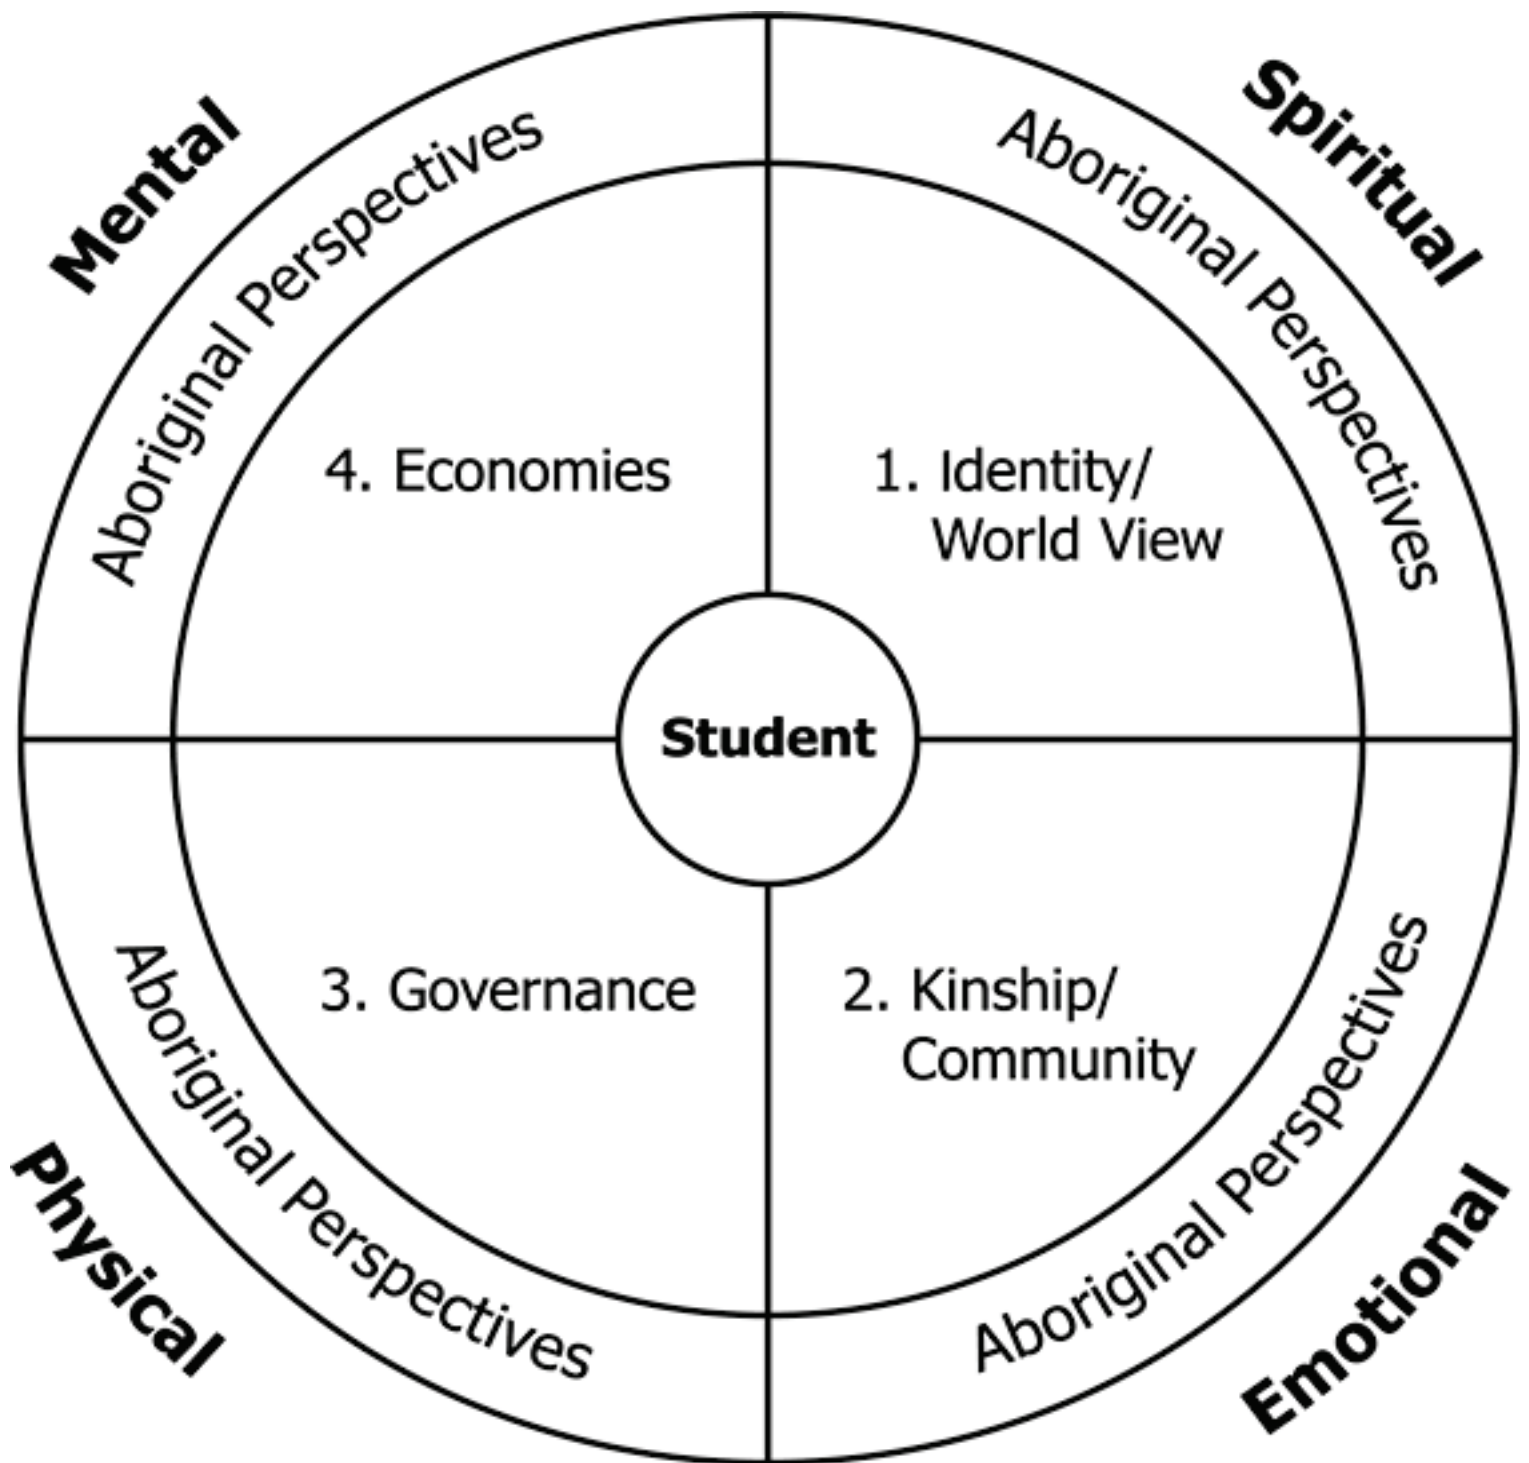 Mental
Spiritual
Aboriginal Perspectives
Aboriginal Perspectives
4. Economies
1. Identity/
World View
Student
3. Governance
2. Kinship/
Community
Aboriginal Perspectives
Aboriginal Perspectives
Physical
Emotional